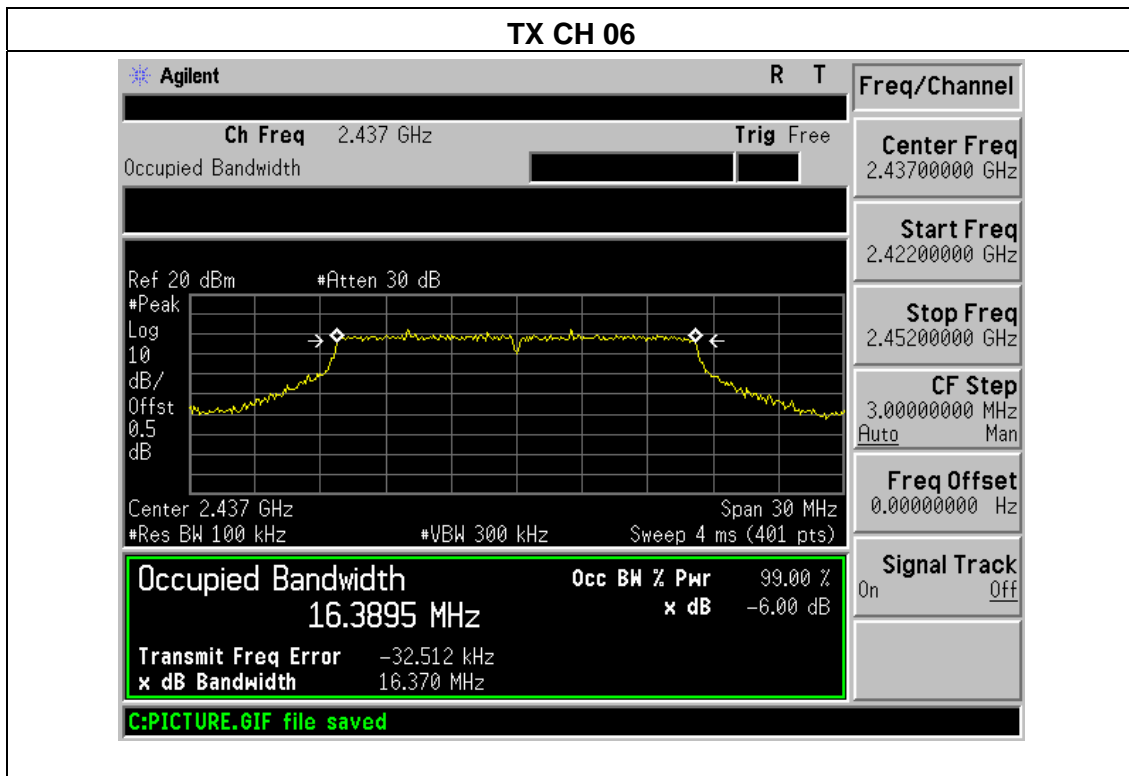 TX CH 06
Agilent R T
Freq/Channel
Ch Freq 2.437 GHz Trig Free
Occupied Bandwidth
Center Freq
2.43700000 GHz
Start Freq
2.42200000 GHz
Stop Freq
2.45200000 GHz
CF Step
3.00000000 MHz
Auto Man
Freq Offset
0.00000000 Hz
Signal Track
On Off
Ref 20 dBm #Atten 30 dB
#Peak
Log
10
dB/
Offst
0.5
dB
Center 2.437 GHz Span 30 MHz
#Res BW 100 kHz #VBW 300 kHz Sweep 4 ms (401 pts)
Occupied Bandwidth Occ BW % Pwr 99.00 %
16.3895 MHz x dB -6.00 dB
Transmit Freq Error -32.512 kHz
x dB Bandwidth 16.370 MHz
C:PICTURE.GIF file saved